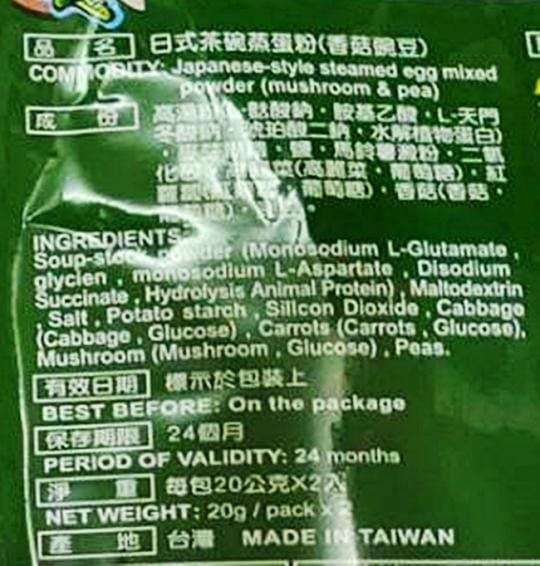 品 名 日式茶碗蒸蛋粉(香菇豌豆)
COMMODITY: Japanese-style steamed egg mixed
powder (mushroom & pea)
成 份 高湯粉(L-麩酸鈉・胺基乙酸・L-天門
冬酸鈉・琥珀酸二鈉・水解植物蛋白)
鹽・馬鈴薯澱粉・二氧
化 菜(高麗菜・葡萄糖)・紅
葡萄糖)・香菇(香菇・
INGREDIENTS
Soup-stock powder (Monosodium L-Glutamate ,
glycien , monosodium L-Aspartate , Disodium
Succinate , Hydrolysis Animal Protein) , Maltodextrin
, Salt , Potato starch , Silicon Dioxide , Cabbage
(Cabbage , Glucose) , Carrots (Carrots , Glucose),
Mushroom (Mushroom , Glucose) , Peas.
有效日期 標示於包裝上
BEST BEFORE: On the package
保存期限 24個月
PERIOD OF VALIDITY: 24 months
淨 重 每包20公克X2入
NET WEIGHT: 20g / pack x 2
產 地 台灣 MADE IN TAIWAN